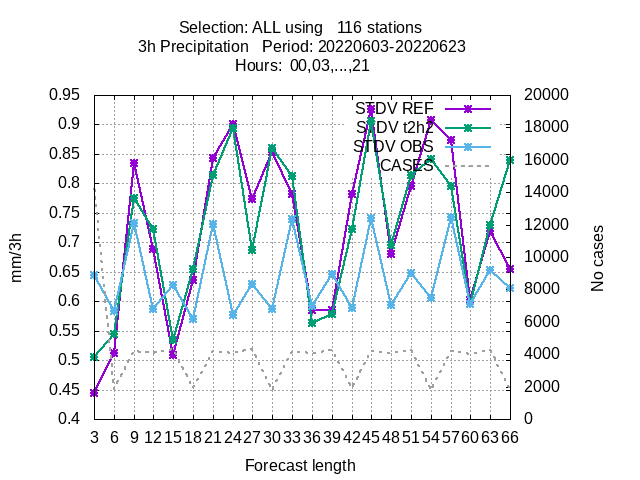 Selection: ALL using   116 stations
3h Precipitation   Period: 20220603-20220623
Hours:  00,03,...,21
0.95
0.9
0.85
0.8
0.75
0.7
0.65
0.6
0.55
0.5
0.45
0.4
mm/3h
STDV REF
STDV t2h2
STDV OBS
CASES
20000
18000
16000
14000
12000
10000
8000
6000
4000
2000
0
No cases
3 6 9 12 15 18 21 24 27 30 33 36 39 42 45 48 51 54 57 60 63 66
Forecast length